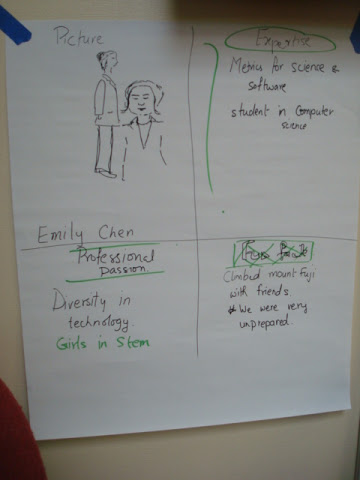 Picture
Emily Chen
Expertise
Metrics for science &
software
student in Computer
science
Professional
passion
Diversity in
technology.
Girls in Stem
Climbed mount Fuji
with friends.
We were very
unprepared.